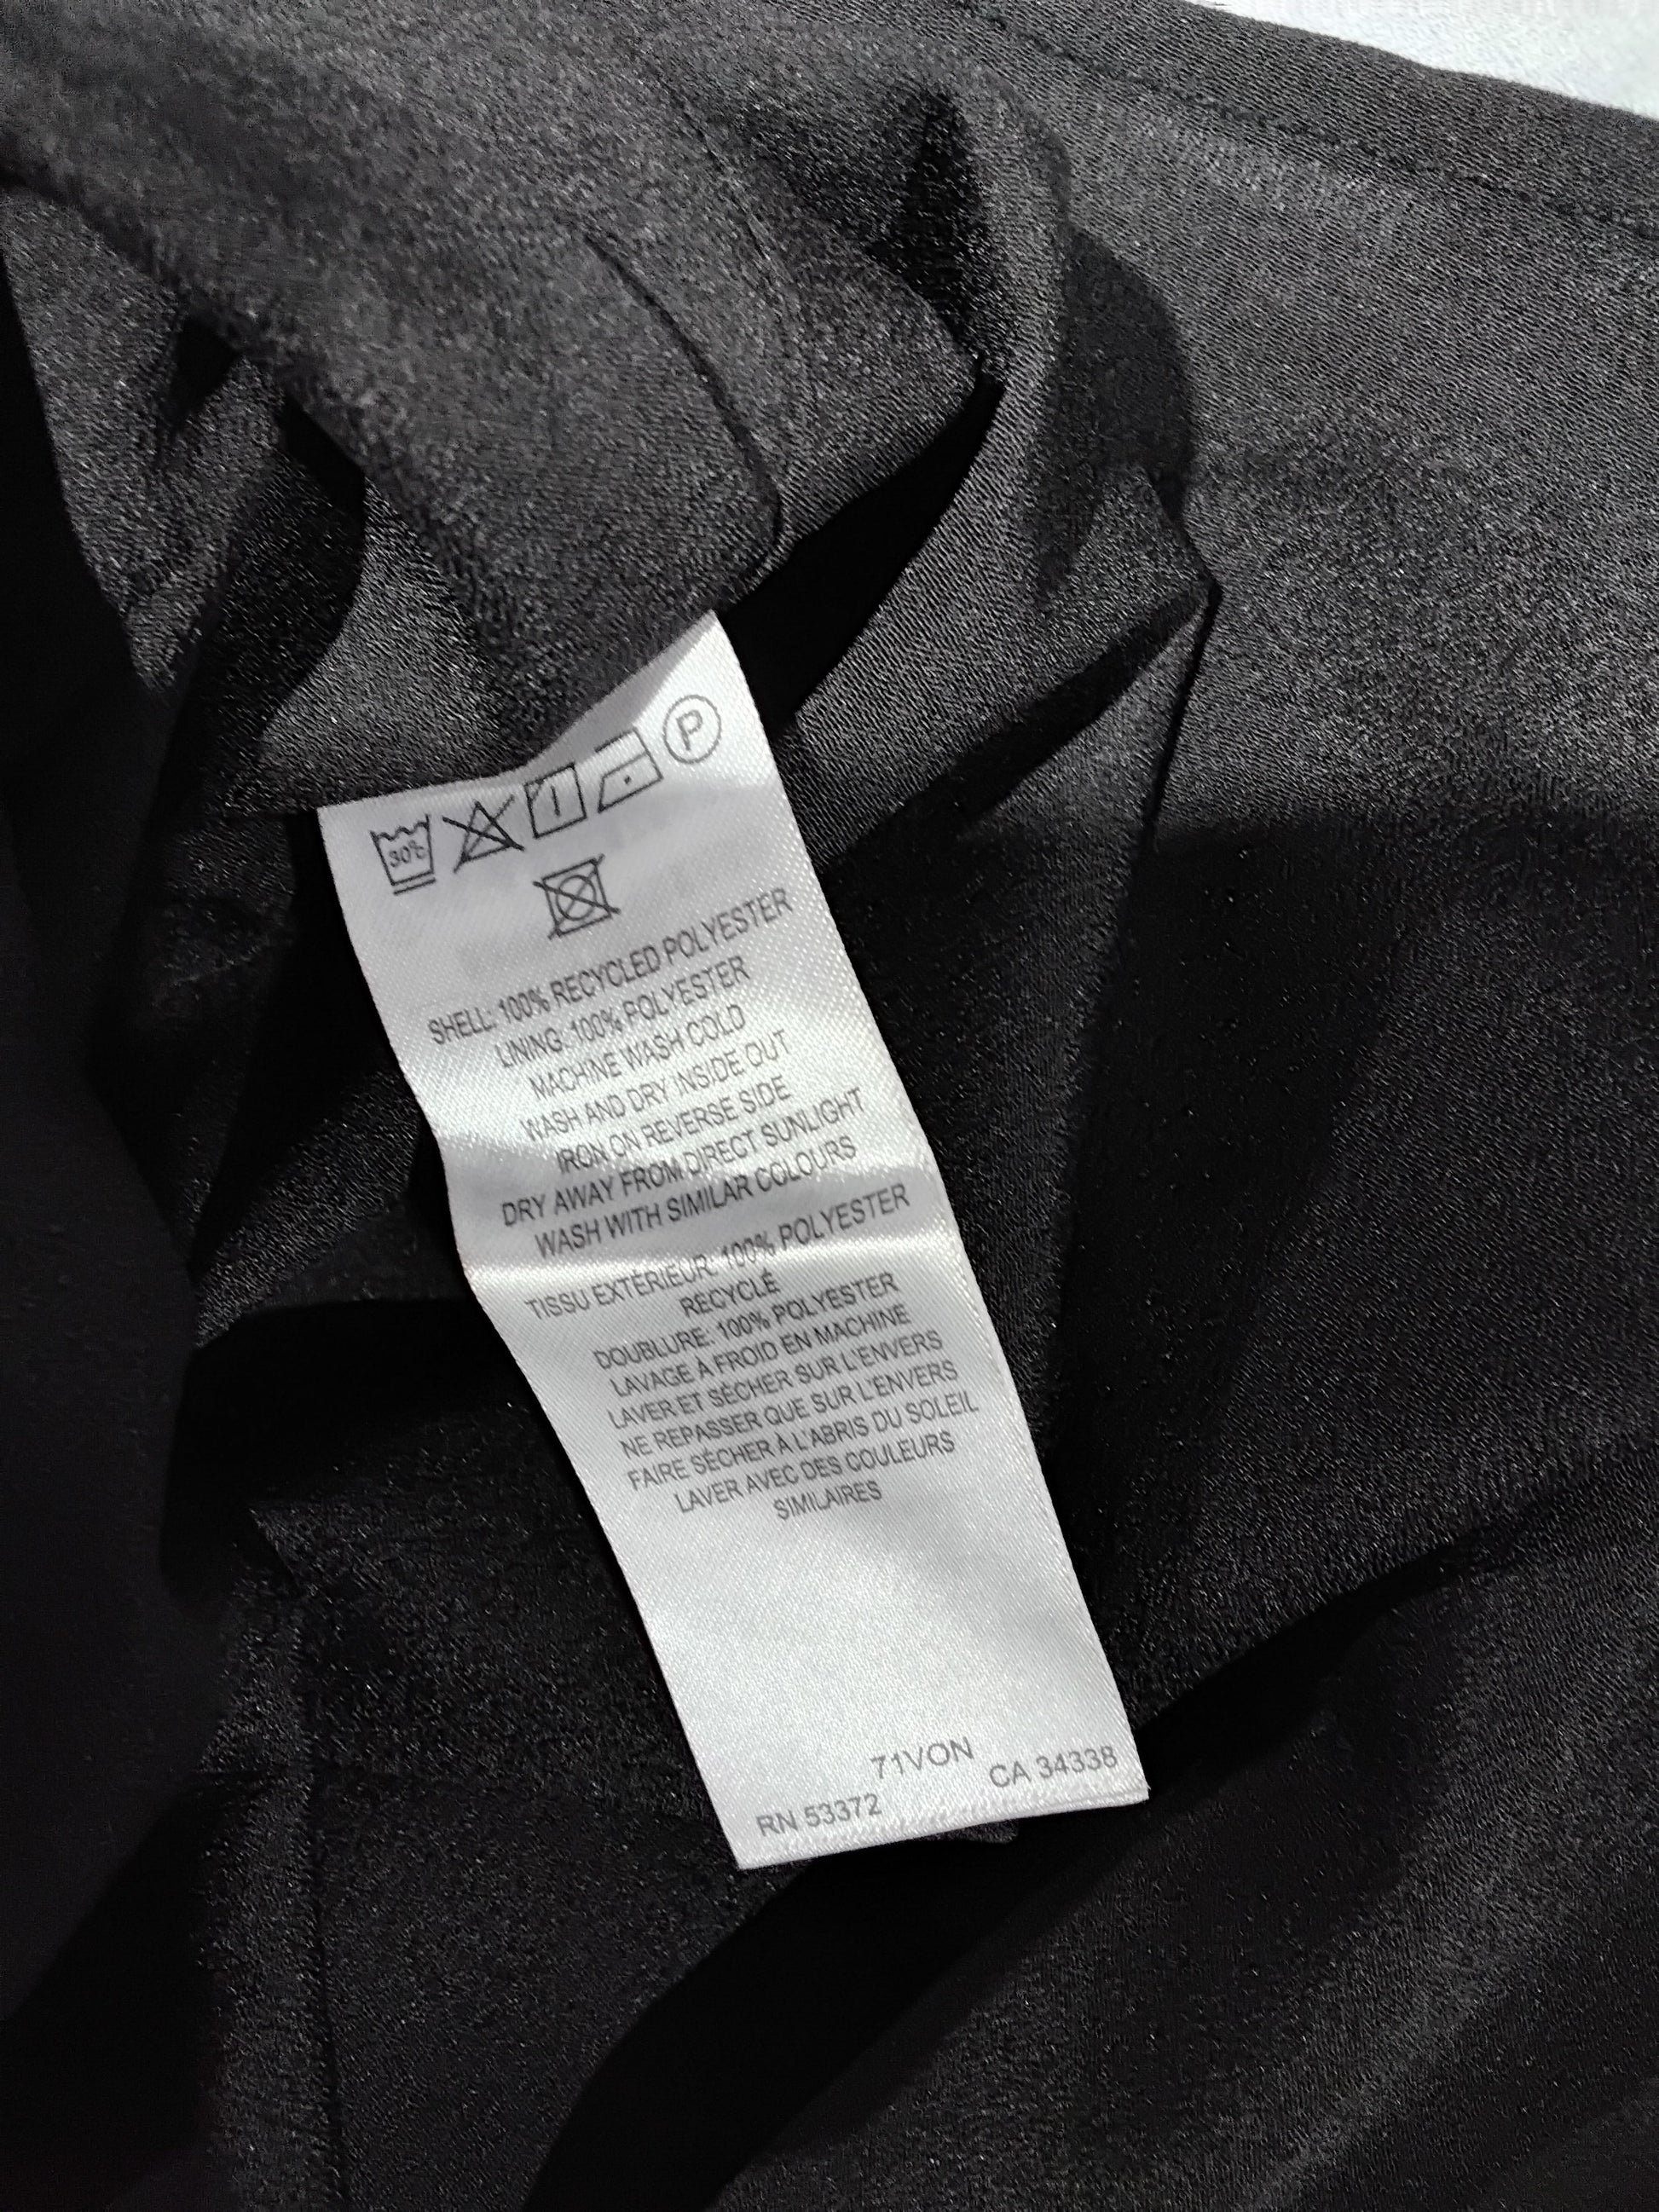 30°C P
SHELL: 100% RECYCLED POLYESTER
LINING: 100% POLYESTER
MACHINE WASH COLD
WASH AND DRY INSIDE OUT
IRON ON REVERSE SIDE
DRY AWAY FROM DIRECT SUNLIGHT
WASH WITH SIMILAR COLOURS
TISSU EXTÉRIEUR: 100% POLYESTER
RECYCLÉ
DOUBLURE: 100% POLYESTER
LAVAGE À FROID EN MACHINE
LAVER ET SÉCHER SUR L'ENVERS
NE REPASSER QUE SUR L'ENVERS
FAIRE SÉCHER À L'ABRIS DU SOLEIL
LAVER AVEC DES COULEURS
SIMILAIRES
71VON
RN 53372 CA 34338